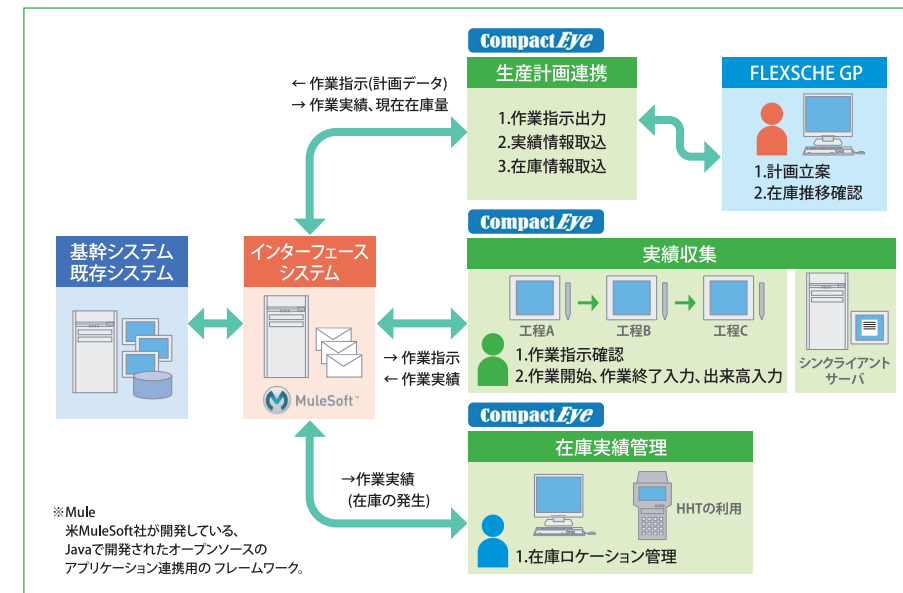 CompactEye
生産計画連携
FLEXSCHE GP
← 作業指示(計画データ)
→ 作業実績、現在在庫量
1.作業指示出力
2.実績情報取込
3.在庫情報取込
1.計画立案
2.在庫推移確認
CompactEye
基幹システム
既存システム
インターフェース
システム
実績収集
工程A
工程B
工程C
→ 作業指示
← 作業実績
1.作業指示確認
2.作業開始、作業終了入力、出来高入力
シンクライアント
サーバ
MuleSoft™
CompactEye
在庫実績管理
→作業実績
(在庫の発生)
HHTの利用
1.在庫ロケーション管理
※Mule
米MuleSoft社が開発している、
Javaで開発されたオープンソースの
アプリケーション連携用の フレームワーク。